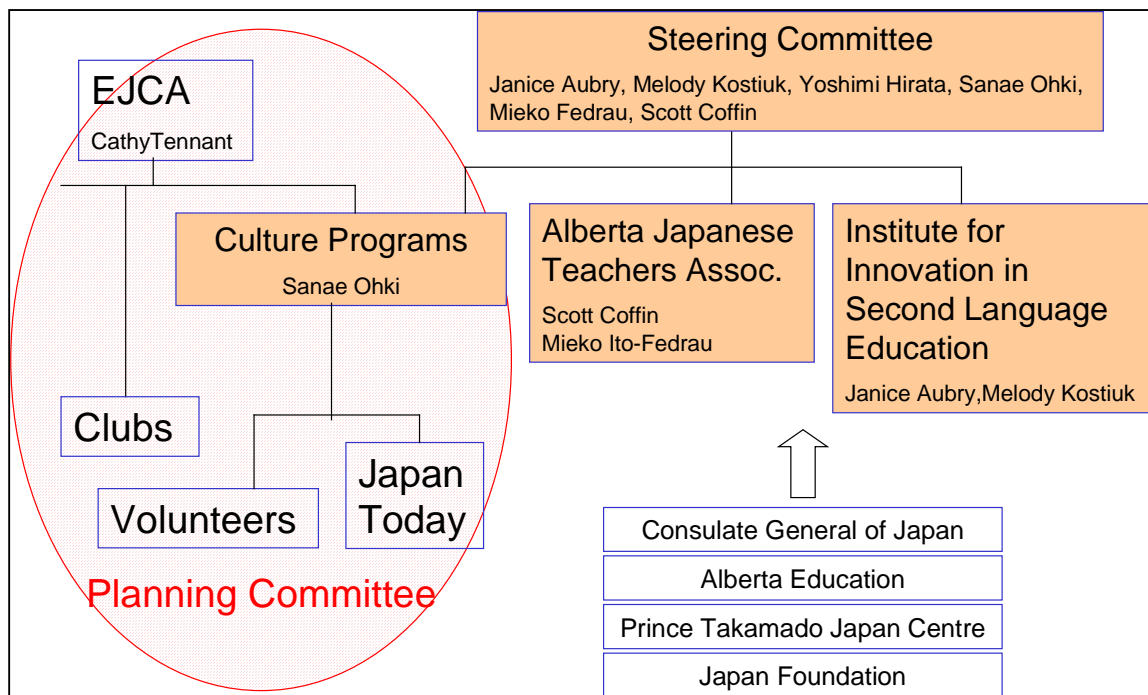 EJCA
CathyTennant
Steering Committee
Janice Aubry, Melody Kostiuk, Yoshimi Hirata, Sanae Ohki,
Mieko Fedrau, Scott Coffin
Culture Programs
Sanae Ohki
Alberta Japanese
Teachers Assoc.
Scott Coffin
Mieko Ito-Fedrau
Institute for
Innovation in
Second Language
Education
Janice Aubry,Melody Kostiuk
Clubs
Volunteers
Japan
Today
Planning Committee
Consulate General of Japan
Alberta Education
Prince Takamado Japan Centre
Japan Foundation